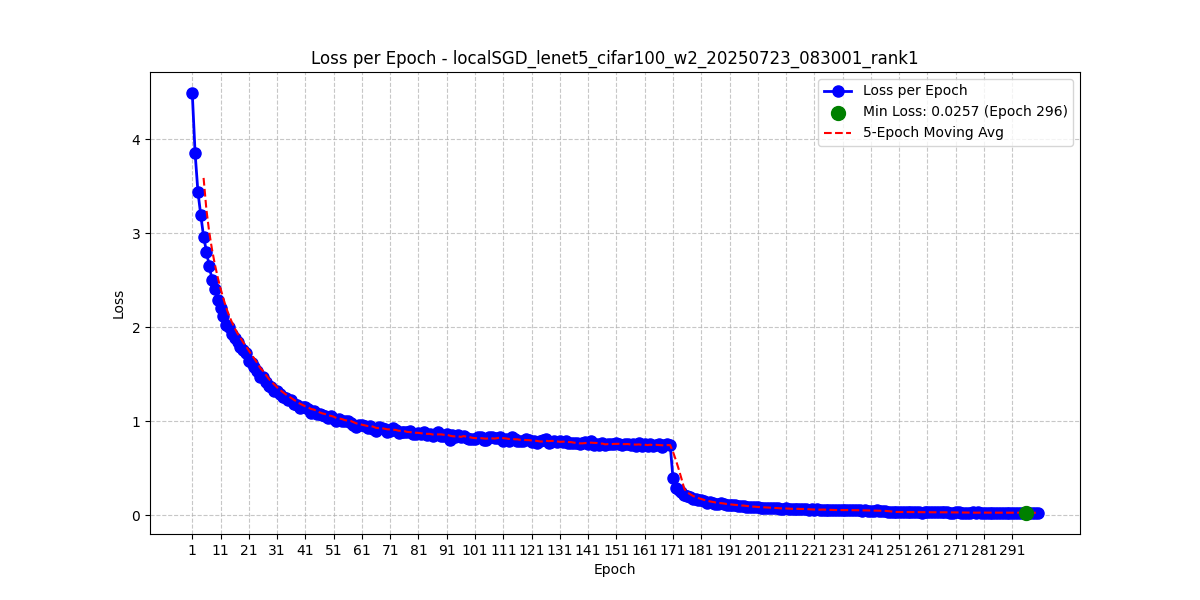 Loss per Epoch - localSGD_lenet5_cifar100_w2_20250723_083001_rank1
Loss per Epoch
Min Loss: 0.0257 (Epoch 296)
5-Epoch Moving Avg
4
3
2
1
0
Loss
1 11 21 31 41 51 61 71 81 91 101 111 121 131 141 151 161 171 181 191 201 211 221 231 241 251 261 271 281 291
Epoch